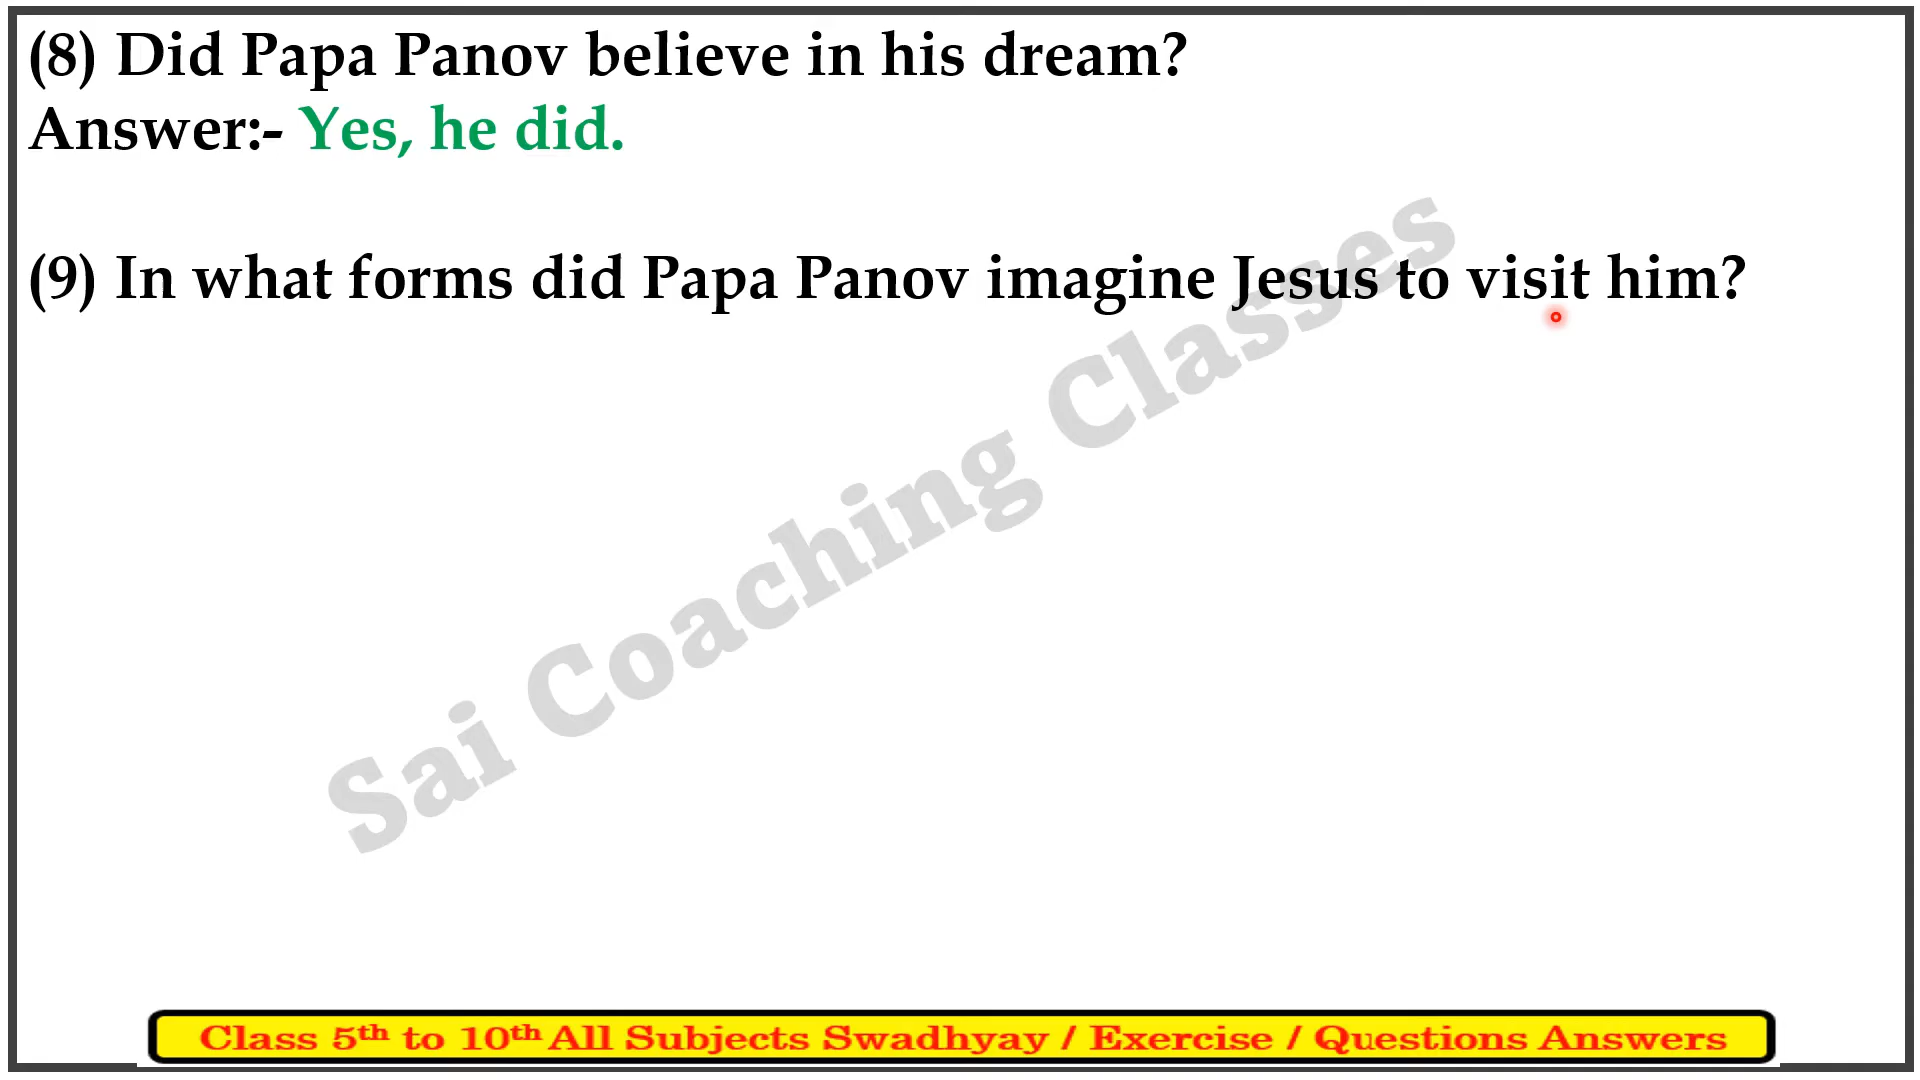 (8) Did Papa Panov believe in his dream?
Answer:- Yes, he did.
(9) In what forms did Papa Panov imagine Jesus to visit him?
Sai Coaching Classes
Class 5th to 10th All Subjects Swadhyay / Exercise / Questions Answers